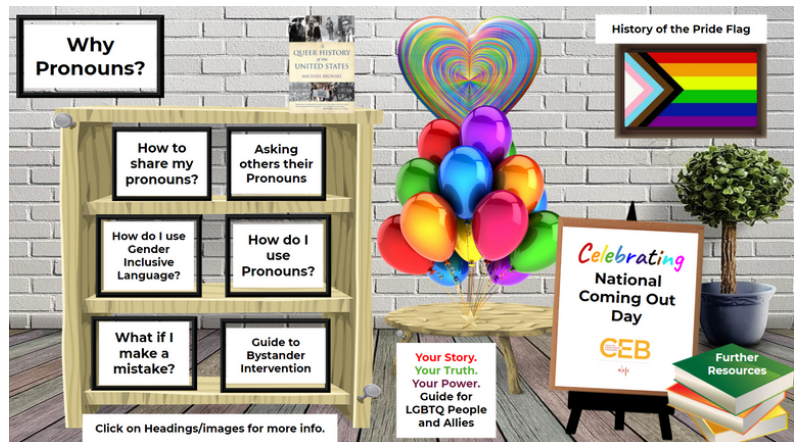 Why
Pronouns?
A
QUEER HISTORY
of the
UNITED STATES
MICHAEL BRONSKI
History of the Pride Flag
How to
share my
pronouns?
Asking
others their
Pronouns
How do I use
Gender
Inclusive
Language?
How do I
use
Pronouns?
What if I
make a
mistake?
Guide to
Bystander
Intervention
Celebrating
National
Coming Out
Day
CEB
Your Story.
Your Truth.
Your Power.
Guide for
LGBTQ People
and Allies
Further
Resources
Click on Headings/images for more info.